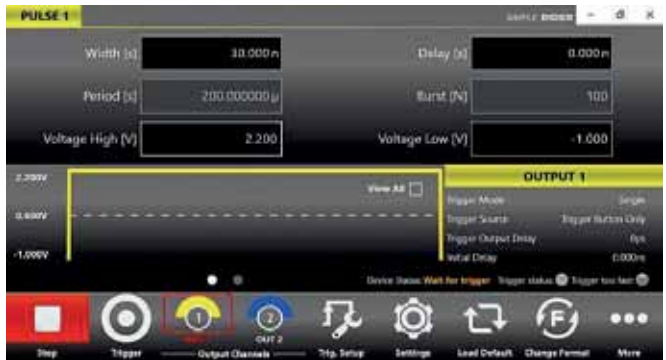 PULSE 1
Width [s] 30.000 n Delay [s] 0.000 n
Period [s] 200.000000 µ Burst [N] 100
Voltage High [V] 2.200 Voltage Low [V] -1.000
2.200V
0.600V
-1.000V
View All
OUTPUT 1
Trigger Mode Single
Trigger Source Trigger Button Only
Trigger Output Delay 0ps
Initial Delay 0.000ns
Device Status: Wait for trigger Trigger status Trigger too fast
1 2
OUT 2
Stop Trigger Output Channels Trig. Setup Settings Load Default Change Format More